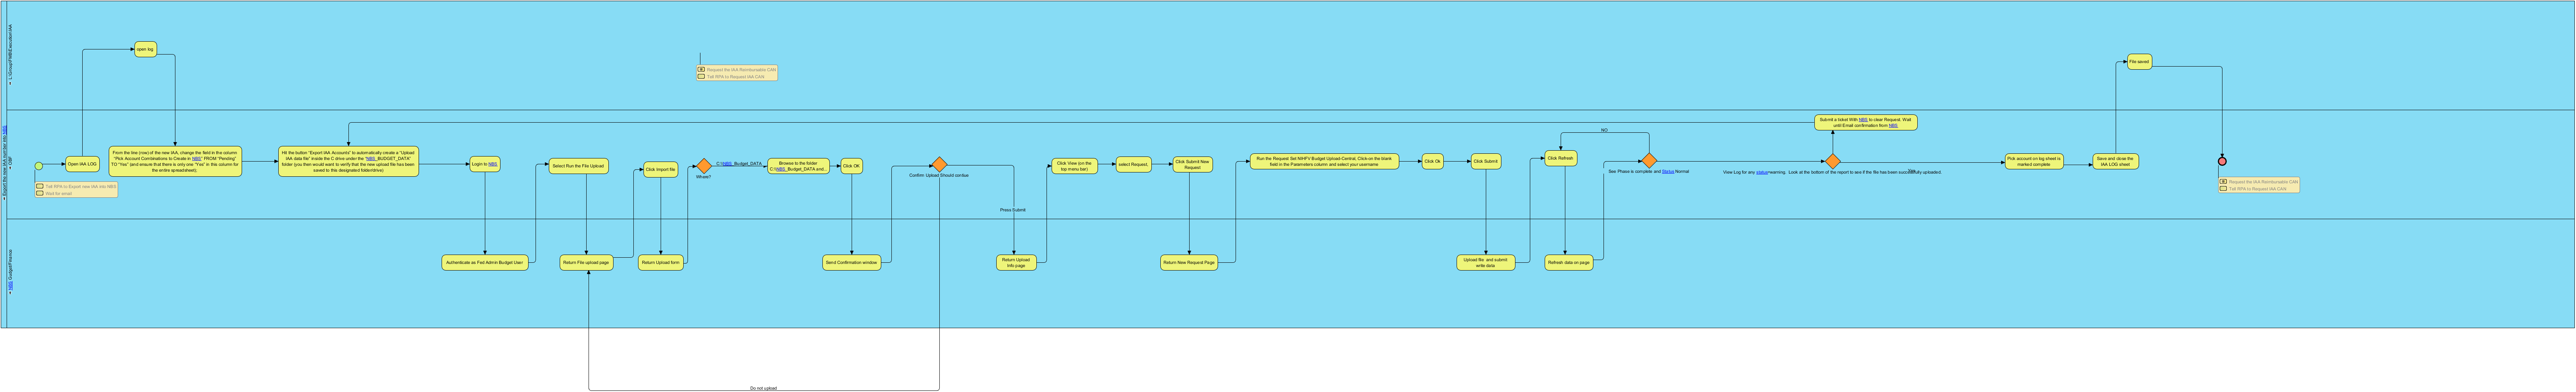 Export the new IAA number into NBS
L:\Group\FMB\Execution\IAA
open log
Request the IAA Reimbursable CAN
Tell RPA to Request IAA CAN
File saved
OBF
Open IAA LOG
Tell RPA to Export new IAA into NBS
Wait for email
From the line (row) of the new IAA, change the field in the column
"Pick Account Combinations to Create in NBS" FROM "Pending"
TO "Yes" (and ensure that there is only one "Yes" in this column for
the entire spreadsheet);
Hit the button "Export IAA Accounts" to automatically create a "Upload
IAA data file" inside the C drive under the "NBS_BUDGET_DATA"
folder (you then would want to verify that the new upload file has been
saved to this designated folder/drive)
Login to NBS
Select Run the File Upload
Click Import file
Where?
C:\\NBS_Budget_DATA
Browse to the folder
C:\\NBS_Budget_DATA and...
Click OK
Confirm Upload Should contiue
Press Submit
Click View (on the
top menu bar)
select Request,
Click Submit New
Request
Run the Request Set NIHFV Budget Upload-Central, Click on the blank
field in the Parameters column and select your username
Click Ok
Click Submit
Click Refresh
NO
See Phase is complete and Status Normal
View Log for any status=warning, Look at the bottom of the report to see if the file has been successfully uploaded.
Submit a ticket With NBS to clear Request. Wait
until Email confirmation from NBS.
Pick account on log sheet is
marked complete
Save and close the
IAA LOG sheet
Request the IAA Reimbursable CAN
Tell RPA to Request IAA CAN
Authenticate as Fed Admin Budget User
Return File upload page
Return Upload form
Send Confirmation window
Return Upload
Info page
Return New Request Page
Upload file and submit
write data
Refresh data on page
Do not upload